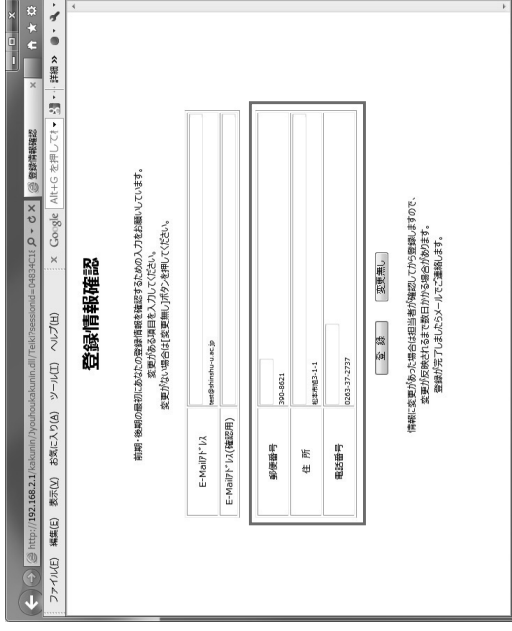 http://192.168.2.1/kakunin/Jyouhoukakunin.dll/Teiki?sessionid=04834C1E
登録情報確認
ファイル(F) 編集(E) 表示(V) お気に入り(A) ツール(T) ヘルプ(H)
× Google Alt+G を押して 詳細 >>
登録情報確認
前期・後期の最初にあなたの登録情報を確認するための入力をお願いしています。
変更がある項目を入力してください。
変更がない場合は[変更無し]ボタンを押してください。
E-Mailｱﾄﾞﾚｽ test@shinshu-u.ac.jp
E-Mailｱﾄﾞﾚｽ(確認用)
郵便番号 390-8621
住 所 松本市旭3-1-1
電話番号 0263-37-2737
登 録 変更無し
情報に変更があった場合は担当者が確認してから登録しますので、
変更が反映されるまで数日かかる場合があります。
登録が完了しましたらメールでご連絡します。